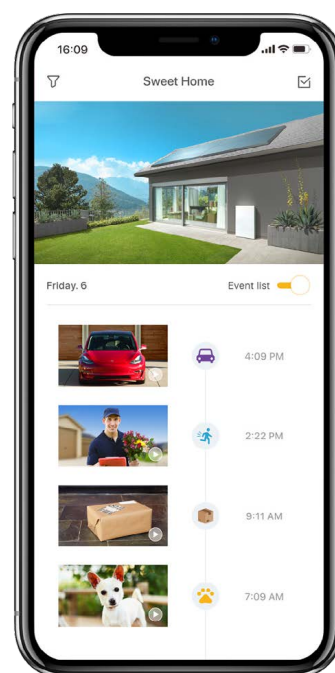 16:09
Sweet Home
Friday. 6
Event list
4:09 PM
2:22 PM
9:11 AM
7:09 AM